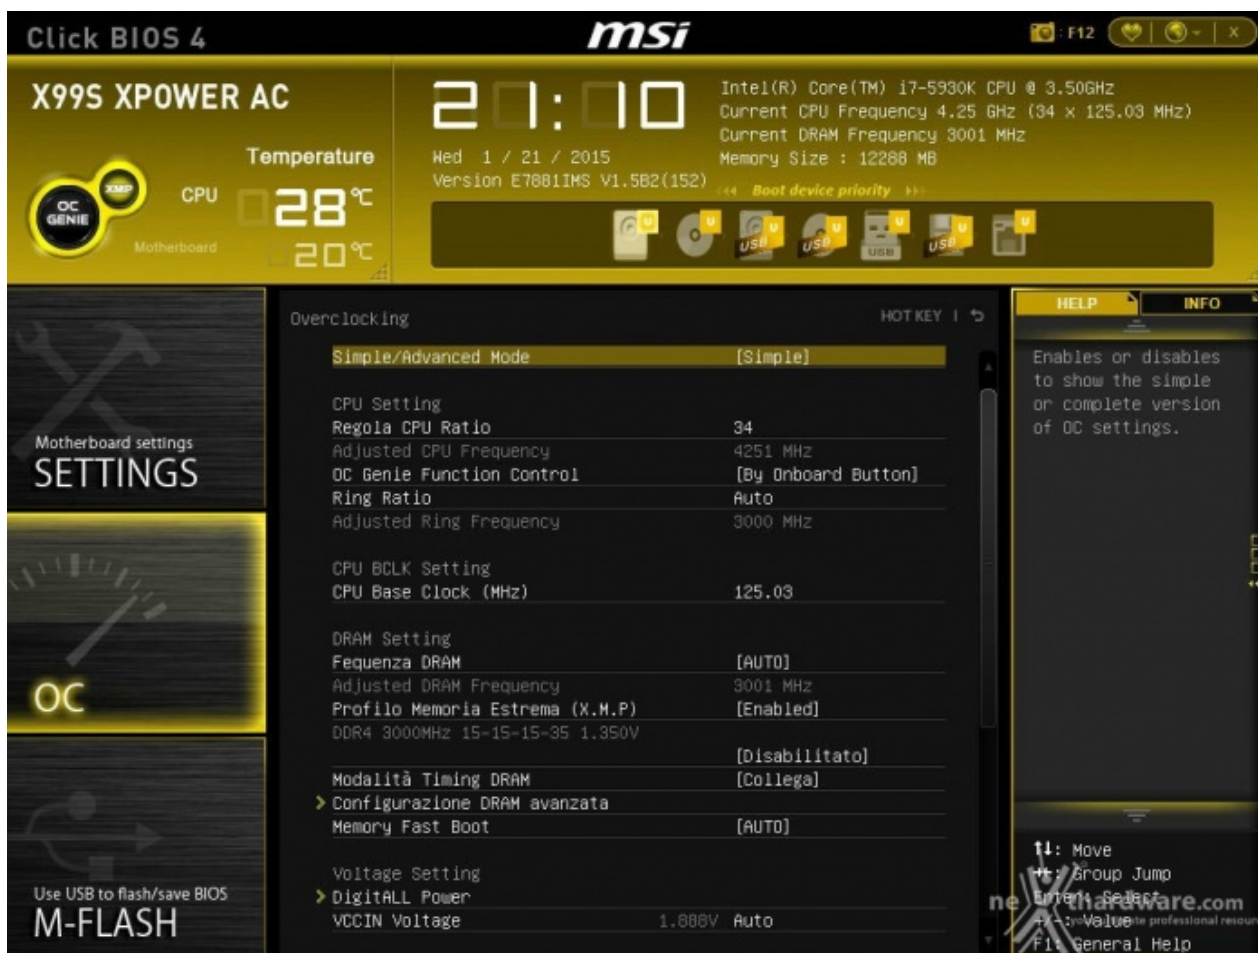 Click BIOS 4
msi
F12
X
X99S XPOWER AC
OC GENIE
XMP
Temperature
CPU 28°C
Motherboard 20°C
21:10
Wed 1 / 21 / 2015
Version E7881IMS V1.5B2(152)
Intel(R) Core(TM) i7-5930K CPU @ 3.50GHz
Current CPU Frequency 4.25 GHz (34 x 125.03 MHz)
Current DRAM Frequency 3001 MHz
Memory Size : 12288 MB
Boot device priority
U U USB U USB U USB U USB U U
Motherboard settings
SETTINGS
OC
Use USB to flash/save BIOS
M-FLASH
Overclocking
HOT KEY |
Simple/Advanced Mode [Simple]
CPU Setting
Regola CPU Ratio 34
Adjusted CPU Frequency 4251 MHz
OC Genie Function Control [By Onboard Button]
Ring Ratio Auto
Adjusted Ring Frequency 3000 MHz
CPU BCLK Setting
CPU Base Clock (MHz) 125.03
DRAM Setting
Fequenza DRAM [AUTO]
Adjusted DRAM Frequency 3001 MHz
Profilo Memoria Estrema (X.M.P) [Enabled]
DDR4 3000MHz 15-15-15-35 1.350V
[Disabilitato]
Modalità Timing DRAM [Collega]
> Configurazione DRAM avanzata
Memory Fast Boot [AUTO]
Voltage Setting
> DigitALL Power
VCCIN Voltage 1.888V Auto
HELP
INFO
Enables or disables
to show the simple
or complete version
of OC settings.
↑↓: Move
Group Jump
Enter: Select
+/-: Value
F1: General Help
nexthardware.com
your ultimate professional resour